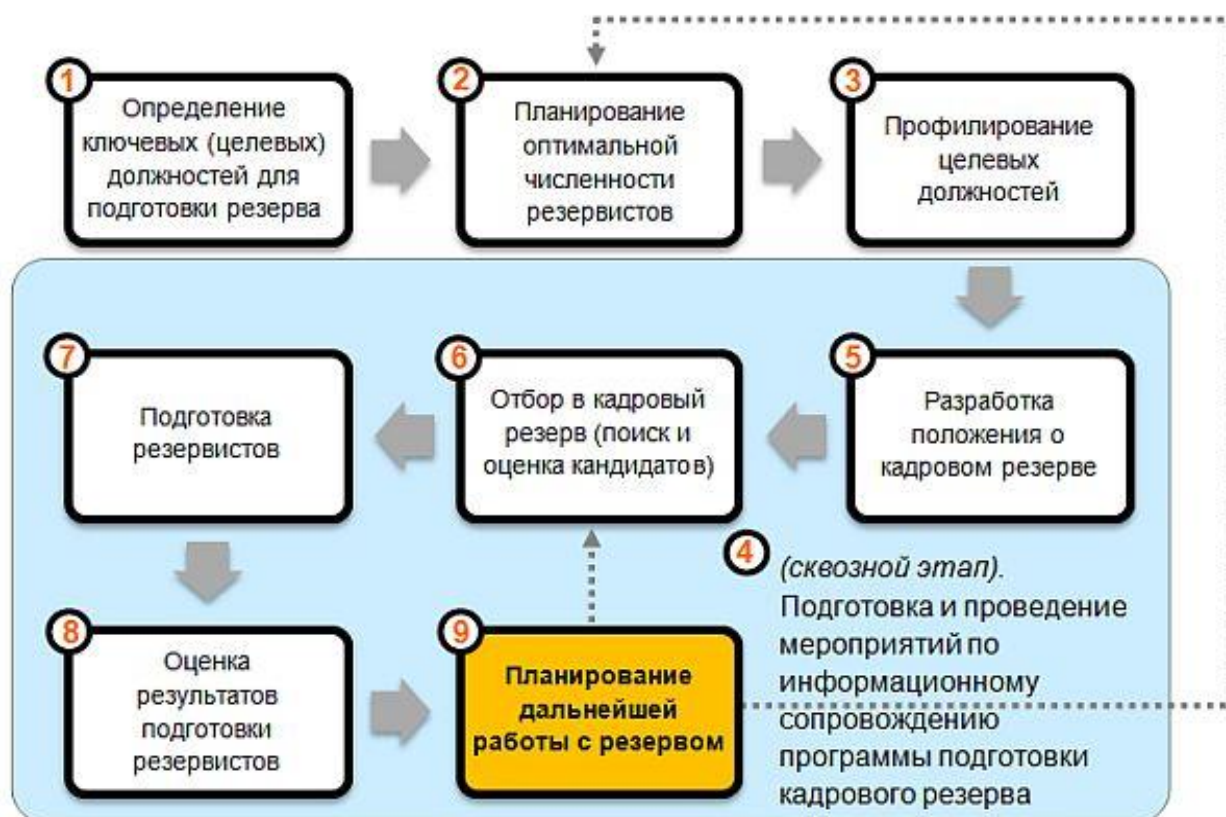 1
Определение
ключевых (целевых)
должностей для
подготовки резерва
2
Планирование
оптимальной
численности
резервистов
3
Профилирование
целевых
должностей
4
(сквозной этап).
Подготовка и проведение
мероприятий по
информационному
сопровождению
программы подготовки
кадрового резерва
5
Разработка
положения о
кадровом резерве
6
Отбор в кадровый
резерв (поиск и
оценка кандидатов)
7
Подготовка
резервистов
8
Оценка
результатов
подготовки
резервистов
9
Планирование
дальнейшей
работы с резервом